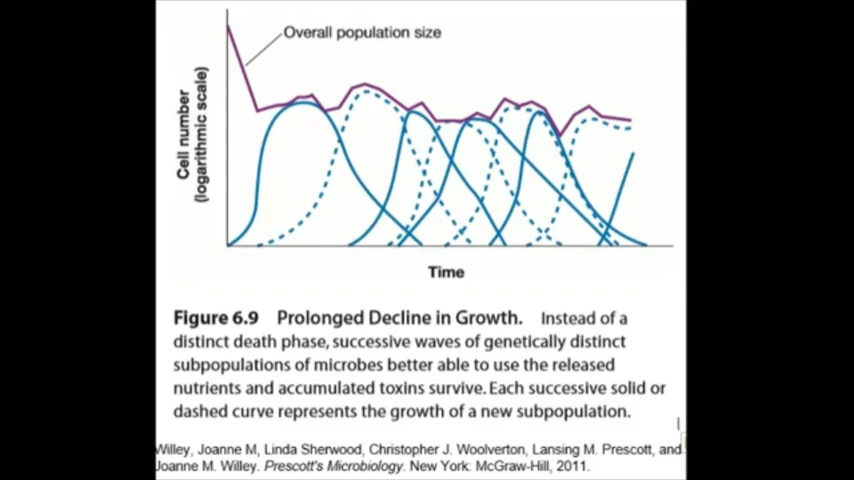 Overall population size
Cell number
(logarithmic scale)
Time
Figure 6.9 Prolonged Decline in Growth. Instead of a
distinct death phase, successive waves of genetically distinct
subpopulations of microbes better able to use the released
nutrients and accumulated toxins survive. Each successive solid or
dashed curve represents the growth of a new subpopulation.
Willey, Joanne M, Linda Sherwood, Christopher J. Woolverton, Lansing M. Prescott, and
Joanne M. Willey. Prescott's Microbiology. New York: McGraw-Hill, 2011.